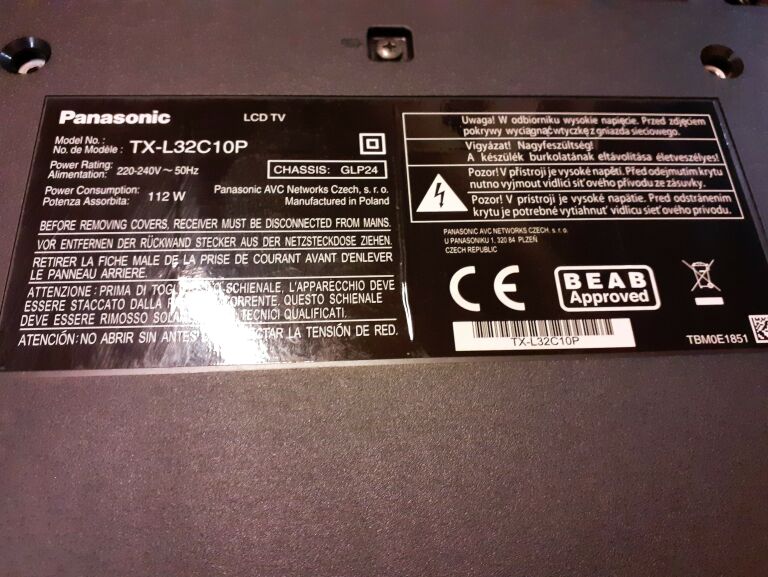 Panasonic
LCD TV
Model No. :
No. de Modèle : TX-L32C10P
Power Rating:
Alimentation: 220-240V ~ 50Hz
CHASSIS: GLP24
Power Consumption:
Potenza Assorbita: 112 W
Panasonic AVC Networks Czech, s. r. o.
Manufactured in Poland
BEFORE REMOVING COVERS, RECEIVER MUST BE DISCONNECTED FROM MAINS.
VOR ENTFERNEN DER RÜCKWAND STECKER AUS DER NETZSTECKDOSE ZIEHEN.
RETIRER LA FICHE MALE DE LA PRISE DE COURANT AVANT D'ENLEVER
LE PANNEAU ARRIERE.
ATTENZIONE: PRIMA DI SCHIENALE, L'APPARECCHIO DEVE
ESSERE STACCATO DALLA CORRENTE. QUESTO SCHIENALE
DEVE ESSERE RIMOSSO TECNICI QUALIFICATI.
ATENCIÓN: NO ABRIR SIN ANTES LA TENSIÓN DE RED.
Uwaga! W odbiorniku wysokie napięcie. Przed zdjęciem
pokrywy wyciągnąć wtyczkę z gniazda sieciowego.
Vigyázat! Nagyfeszültség!
A készülék burkolatának eltávolítása életveszélyes!
Pozor! V přístroji je vysoké napětí. Před odejmutím krytu
nutno vyjmout vidlici síťového přívodu ze zásuvky.
Pozor! V prístroji je vysoké napätie. Pred odstránením
krytu je potrebné vytiahnuť vidlicu sieťového prívodu.
PANASONIC AVC NETWORKS CZECH, s. r. o.
U PANASONIKU 1, 320 84 PLZEŇ
CZECH REPUBLIC
CE
BEAB
Approved
TX-L32C10P
TBM0E1851